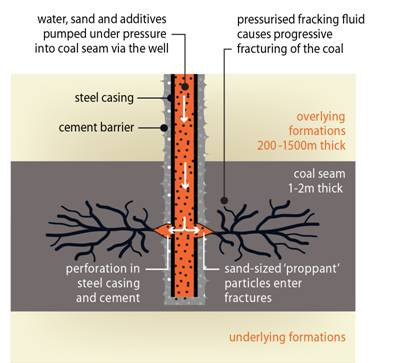 water, sand and additives
pumped under pressure
into coal seam via the well
pressurised fracking fluid
causes progressive
fracturing of the coal
steel casing
cement barrier
overlying
formations
200 -1500m thick
coal seam
1-2m thick
perforation in
steel casing
and cement
sand-sized ‘proppant’
particles enter
fractures
underlying formations